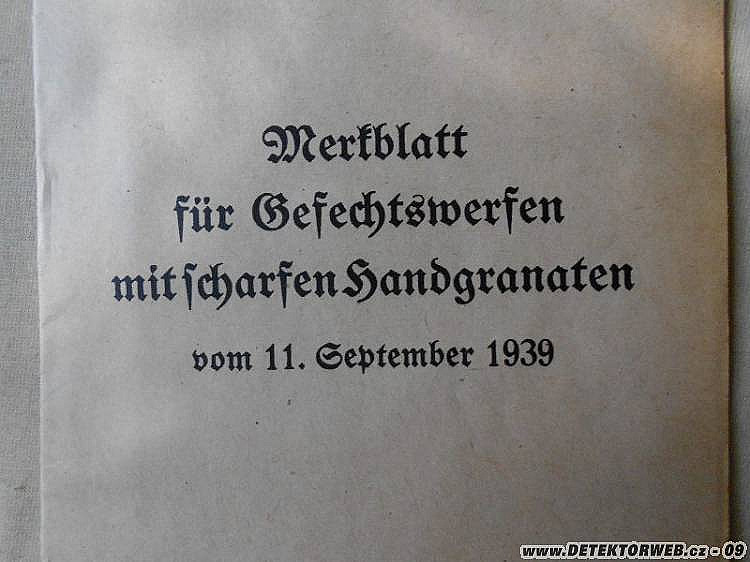 Merkblatt
für Gefechtswerfen
mit scharfen Handgranaten
vom 11. September 1939
www.DETEKTORWEB.cz - 09